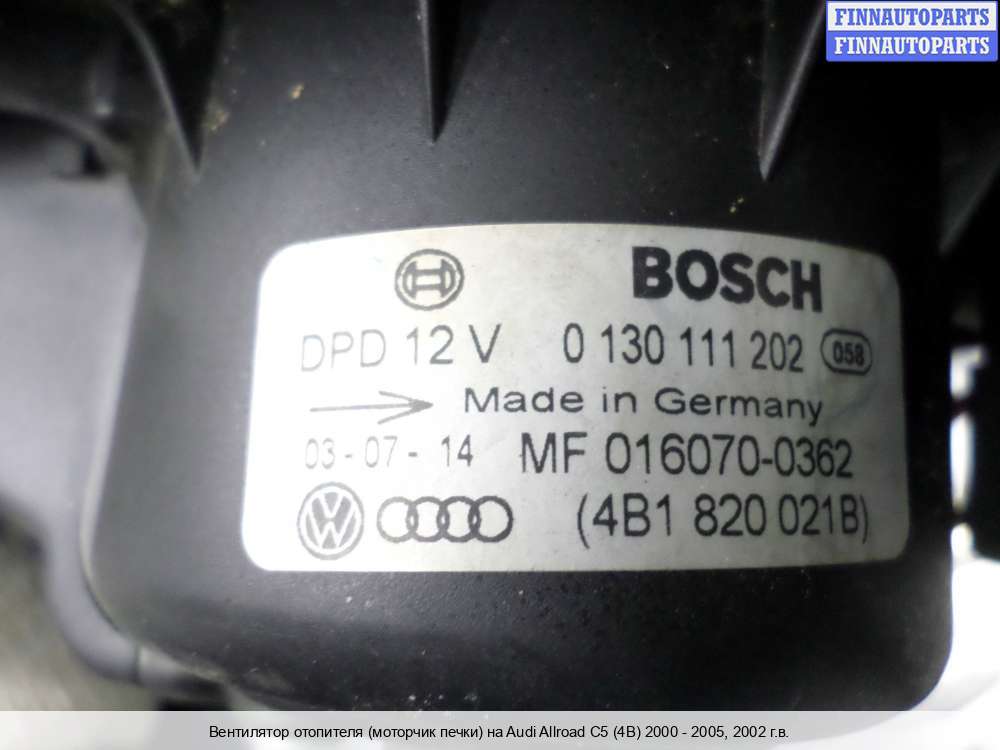 FINNAUTOPARTS
FINNAUTOPARTS
BOSCH
DPD 12 V 0 130 111 202 058
Made in Germany
03-07-14 MF 016070-0362
VW (4B1 820 021B)
Вентилятор отопителя (моторчик печки) на Audi Allroad C5 (4B) 2000 - 2005, 2002 г.в.